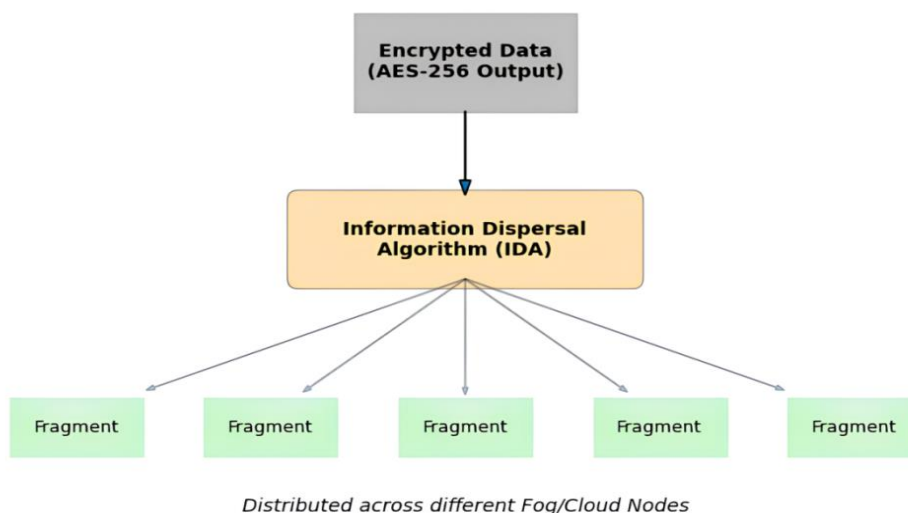 Encrypted Data
(AES-256 Output)
Information Dispersal
Algorithm (IDA)
Fragment
Fragment
Fragment
Fragment
Fragment
Distributed across different Fog/Cloud Nodes